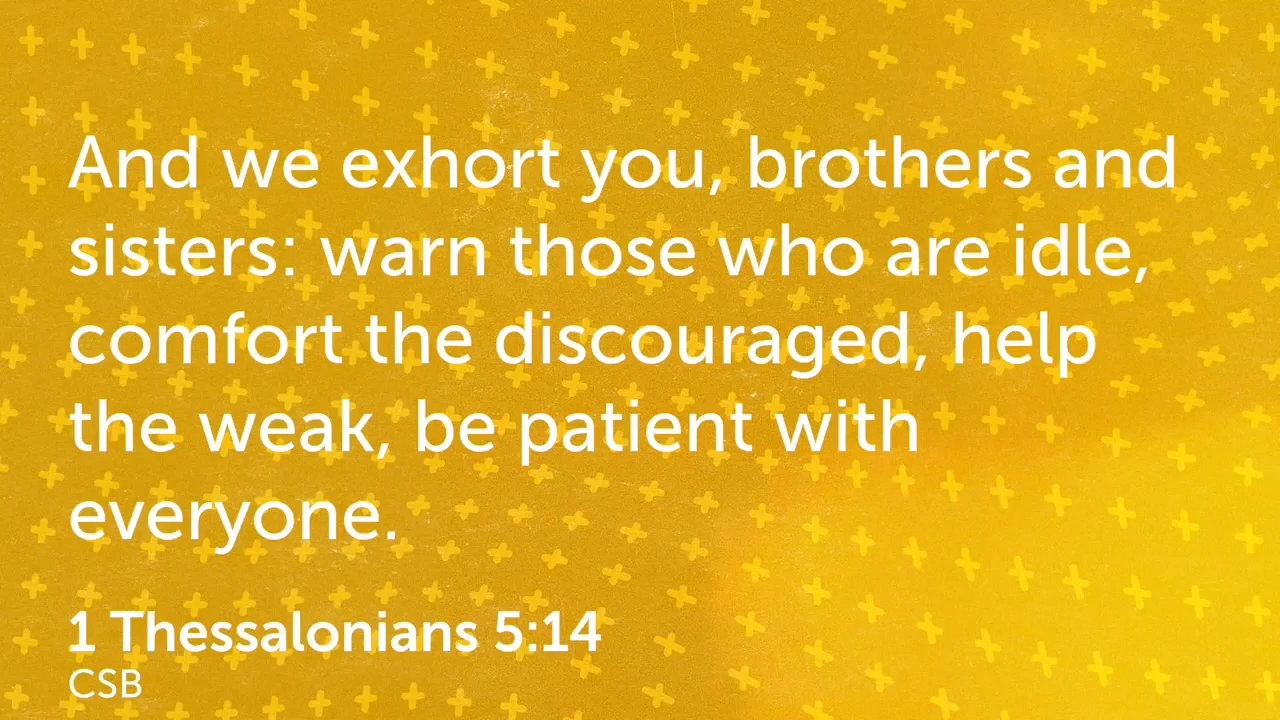 And we exhort you, brothers and
sisters: warn those who are idle,
comfort the discouraged, help
the weak, be patient with
everyone.
1 Thessalonians 5:14
CSB